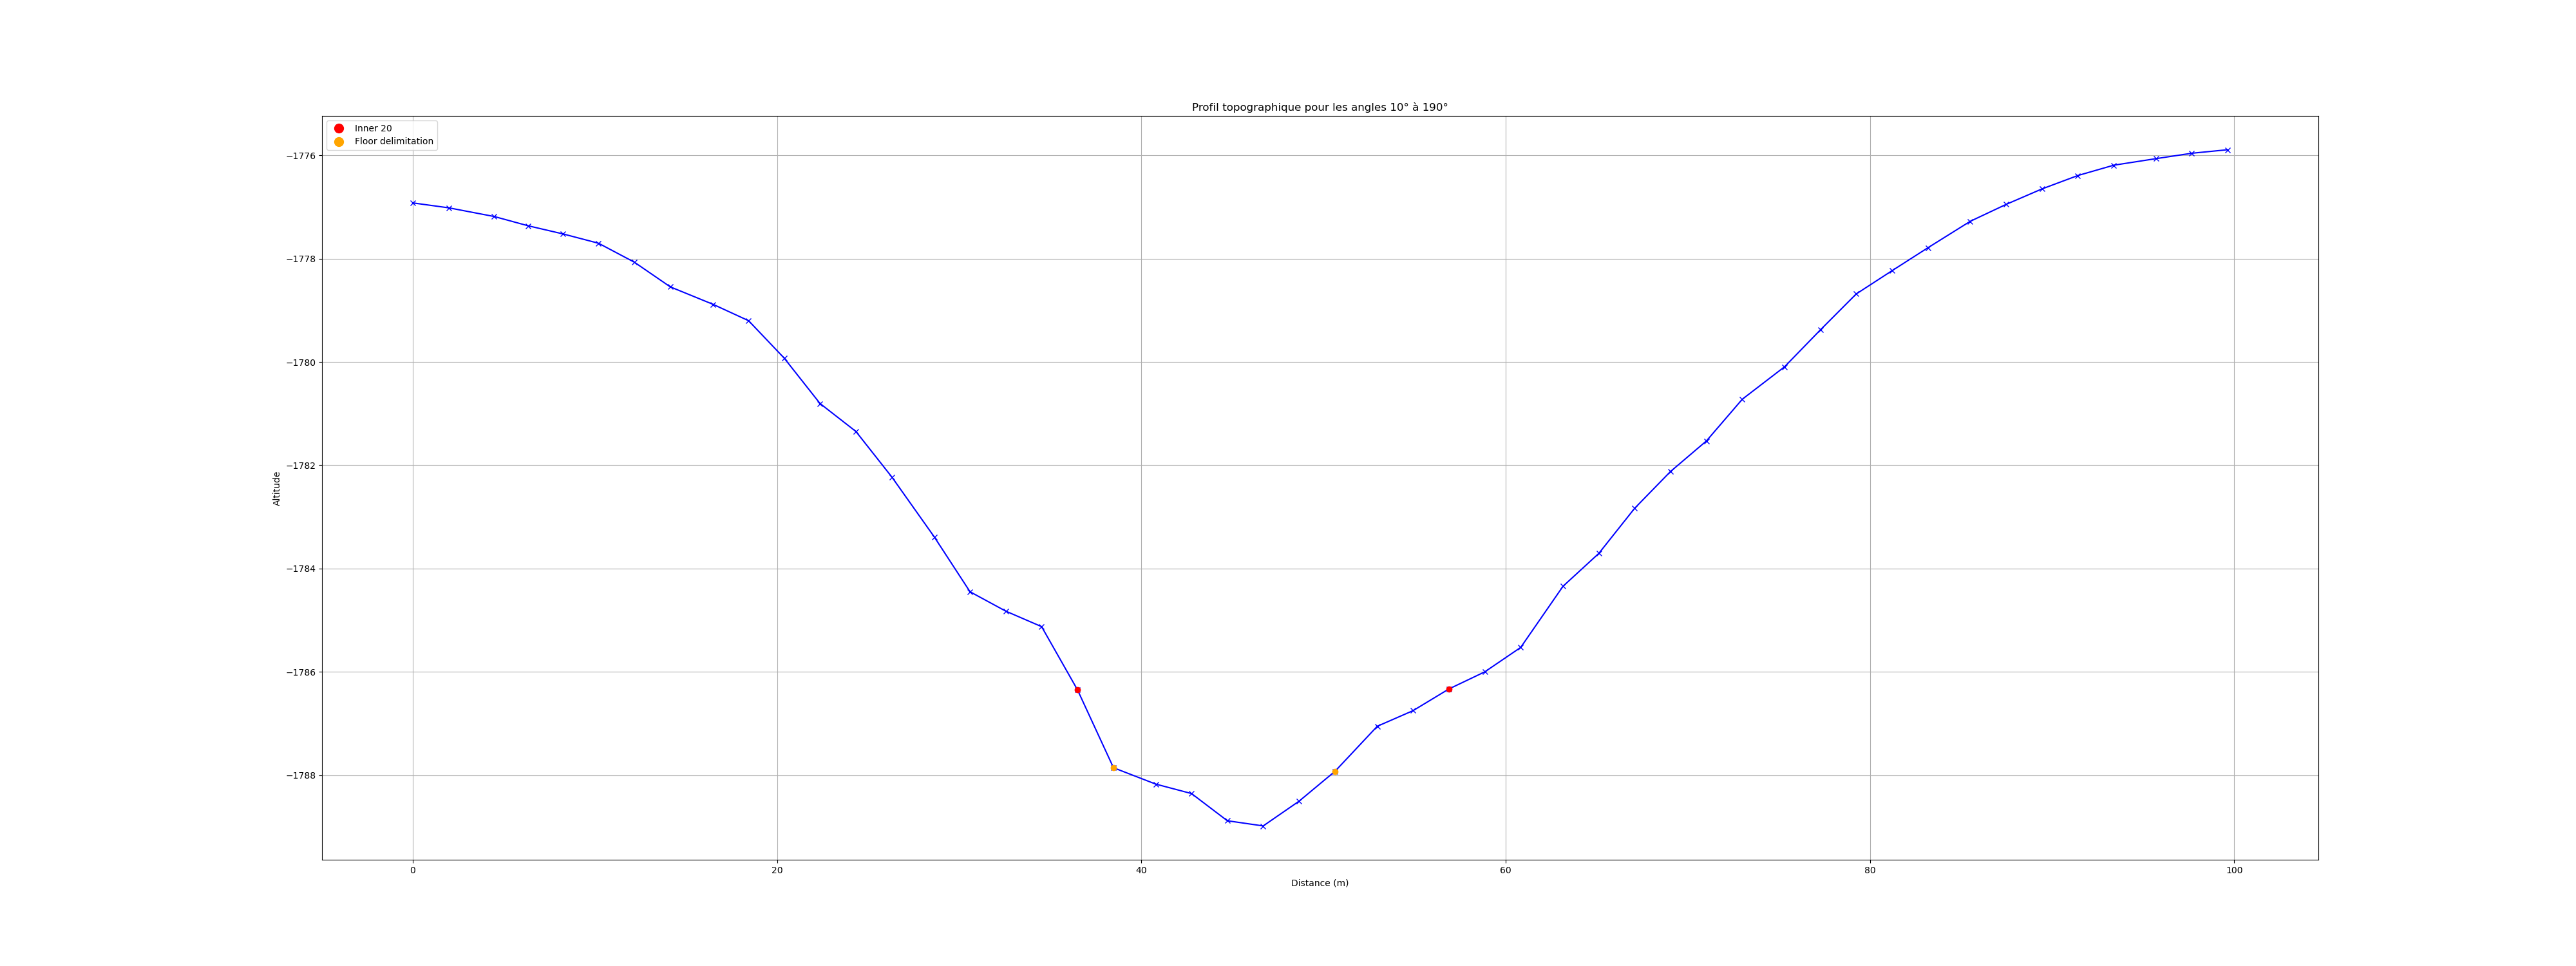 Profil topographique pour les angles 10° à 190°
Inner 20
Floor delimitation
−1776
−1778
−1780
−1782
−1784
−1786
−1788
Altitude
0 20 40 60 80 100
Distance (m)